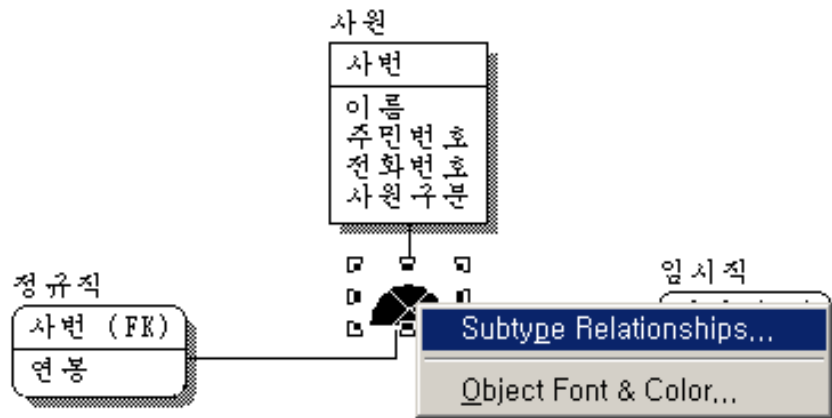 사원
사번
이름
주민번호
전화번호
사원구분
정규직
사번 (FK)
연봉
임시직
Subtype Relationships...
Object Font & Color...